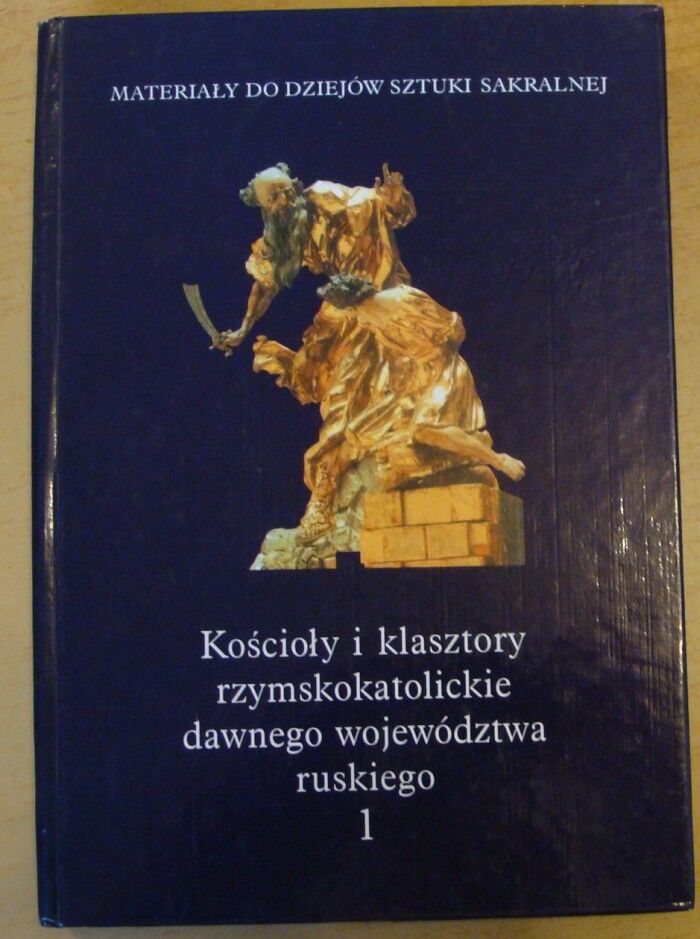 MATERIAŁY DO DZIEJÓW SZTUKI SAKRALNEJ
Kościoły i klasztory
rzymskokatolickie
dawnego województwa
ruskiego
1